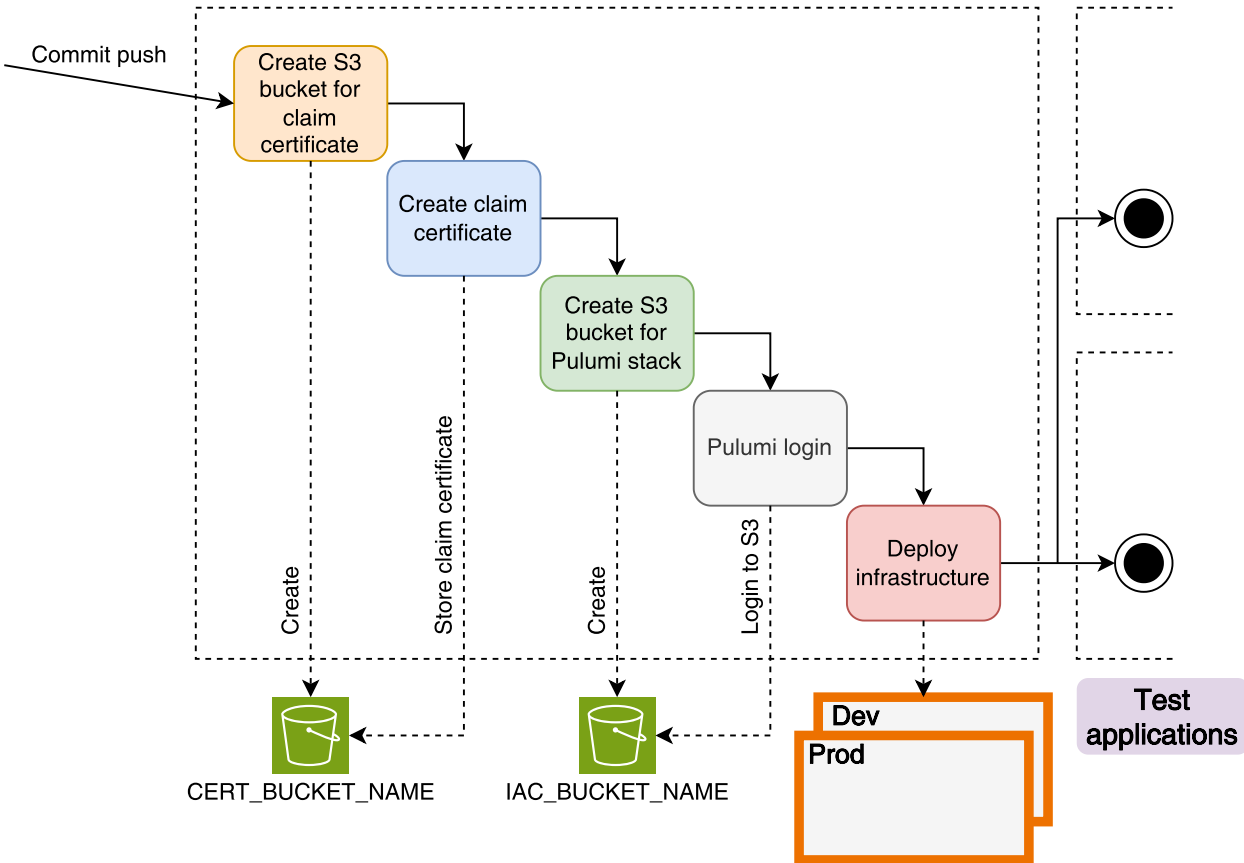 Commit push
Create S3
bucket for
claim
certificate
Create claim
certificate
Create S3
bucket for
Pulumi stack
Pulumi login
Deploy
infrastructure
Create
Store claim certificate
Create
Login to S3
CERT_BUCKET_NAME
IAC_BUCKET_NAME
Dev
Prod
Test
applications